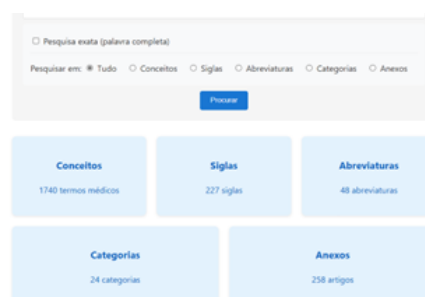 Pesquisa exata (palavra completa)
Pesquisar em: Tudo Conceitos Siglas Abreviaturas Categorias Anexos
Procurar
Conceitos Siglas Abreviaturas
1740 termos médicos 227 siglas 48 abreviaturas
Categorias Anexos
24 categorias 258 artigos